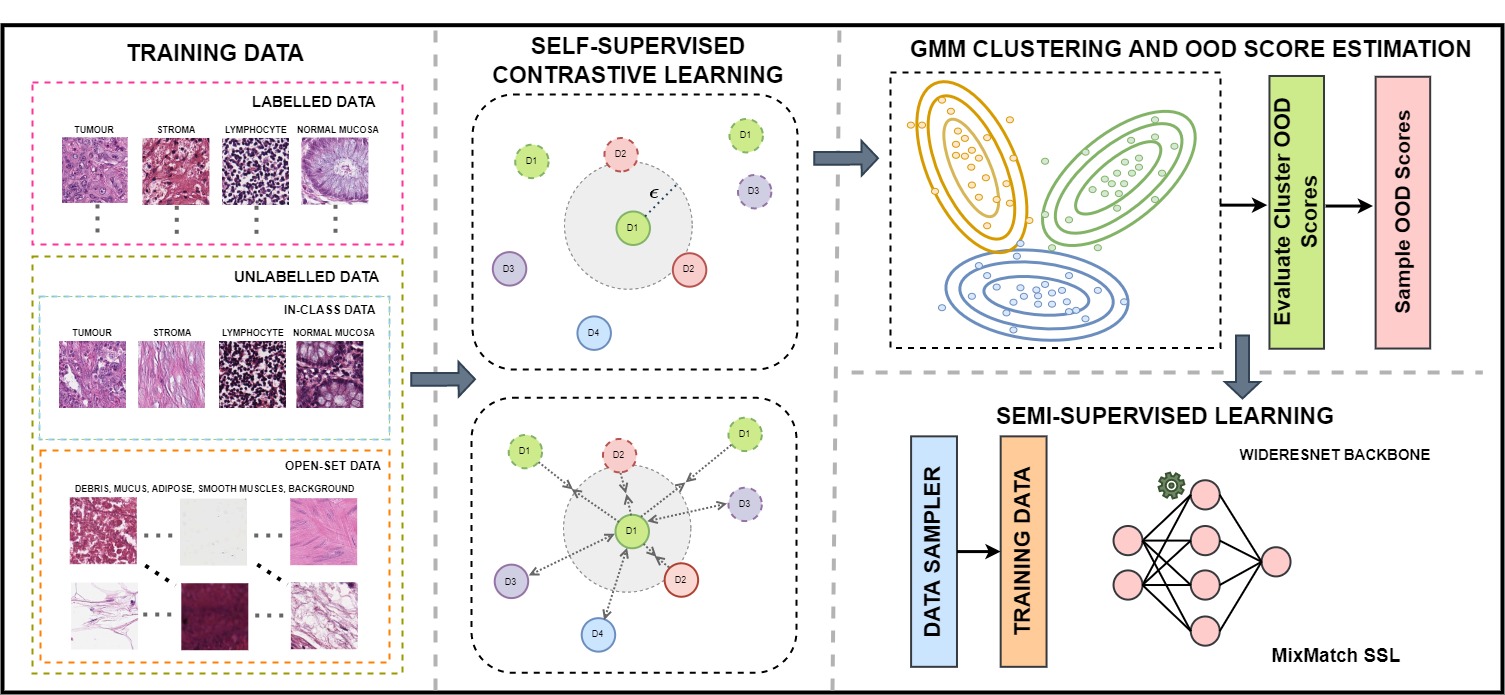 TRAINING DATA
LABELLED DATA
TUMOUR
STROMA
LYMPHOCYTE
NORMAL MUCOSA
UNLABELLED DATA
IN-CLASS DATA
TUMOUR
STROMA
LYMPHOCYTE
NORMAL MUCOSA
OPEN-SET DATA
DEBRIS, MUCUS, ADIPOSE, SMOOTH MUSCLES, BACKGROUND
SELF-SUPERVISED
CONTRASTIVE LEARNING
D1
D2
D1
D3
ϵ
D1
D3
D2
D4
D1
D2
D1
D3
D1
D3
D2
D4
GMM CLUSTERING AND OOD SCORE ESTIMATION
Evaluate Cluster OOD
Scores
Sample OOD Scores
SEMI-SUPERVISED LEARNING
DATA SAMPLER
TRAINING DATA
WIDERESNET BACKBONE
MixMatch SSL